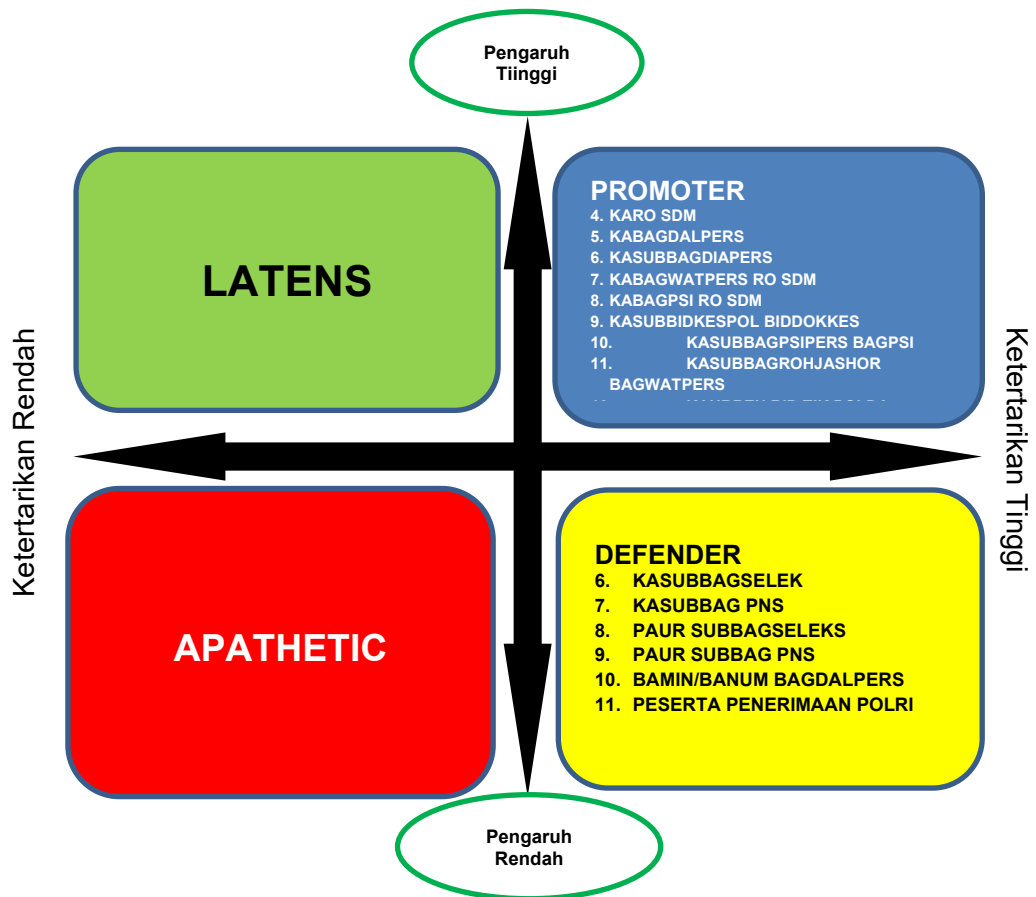 Pengaruh
Tiinggi
LATENS
PROMOTER
4. KARO SDM
5. KABAGDALPERS
6. KASUBBAGDIAPERS
7. KABAGWATPERS RO SDM
8. KABAGPSI RO SDM
9. KASUBBIDKESPOL BIDDOKKES
10. KASUBBAGPSIPERS BAGPSI
11. KASUBBAGROHJASHOR
BAGWATPERS
Ketertarikan Rendah
Ketertarikan Tinggi
APATHETIC
DEFENDER
6. KASUBBAGSELEK
7. KASUBBAG PNS
8. PAUR SUBBAGSELEKS
9. PAUR SUBBAG PNS
10. BAMIN/BANUM BAGDALPERS
11. PESERTA PENERIMAAN POLRI
Pengaruh
Rendah